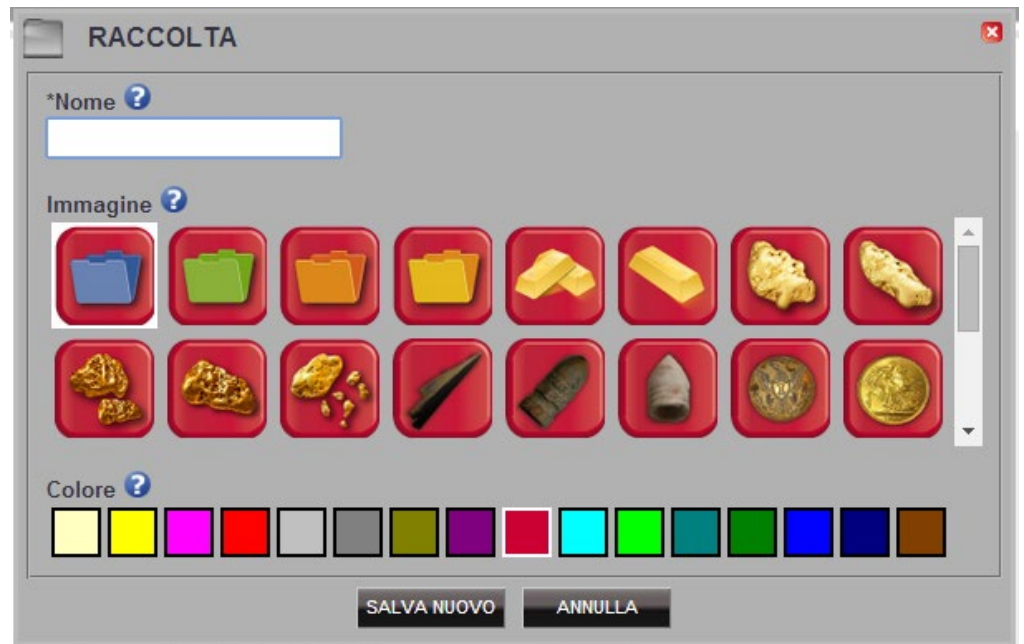 RACCOLTA
*Nome ?
Immagine ?
Colore ?
SALVA NUOVO ANNULLA